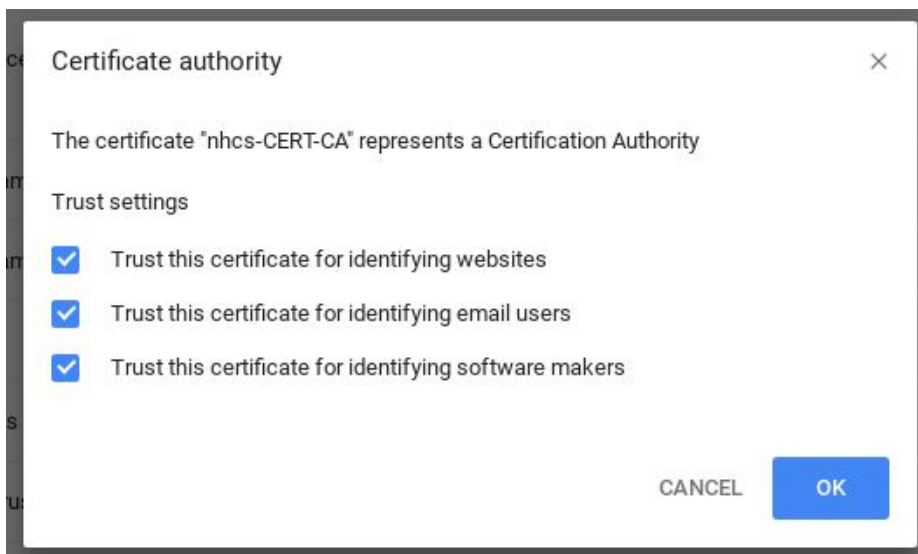 Certificate authority
The certificate "nhcs-CERT-CA" represents a Certification Authority
Trust settings
Trust this certificate for identifying websites
Trust this certificate for identifying email users
Trust this certificate for identifying software makers
CANCEL OK